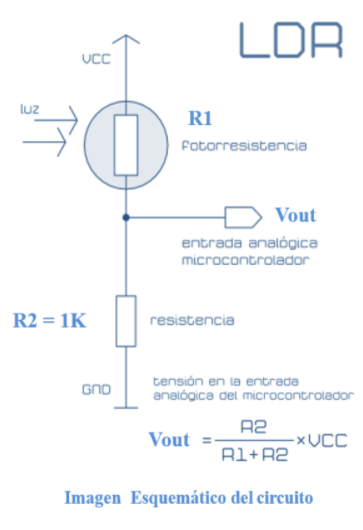 LDR
VCC
luz
R1
fotorresistencia
Vout
entrada analógica
microcontrolador
R2 = 1K
resistencia
GND
tensión en la entrada
analógica del microcontrolador
Vout = R2 / R1+R2 × VCC
Imagen Esquemático del circuito